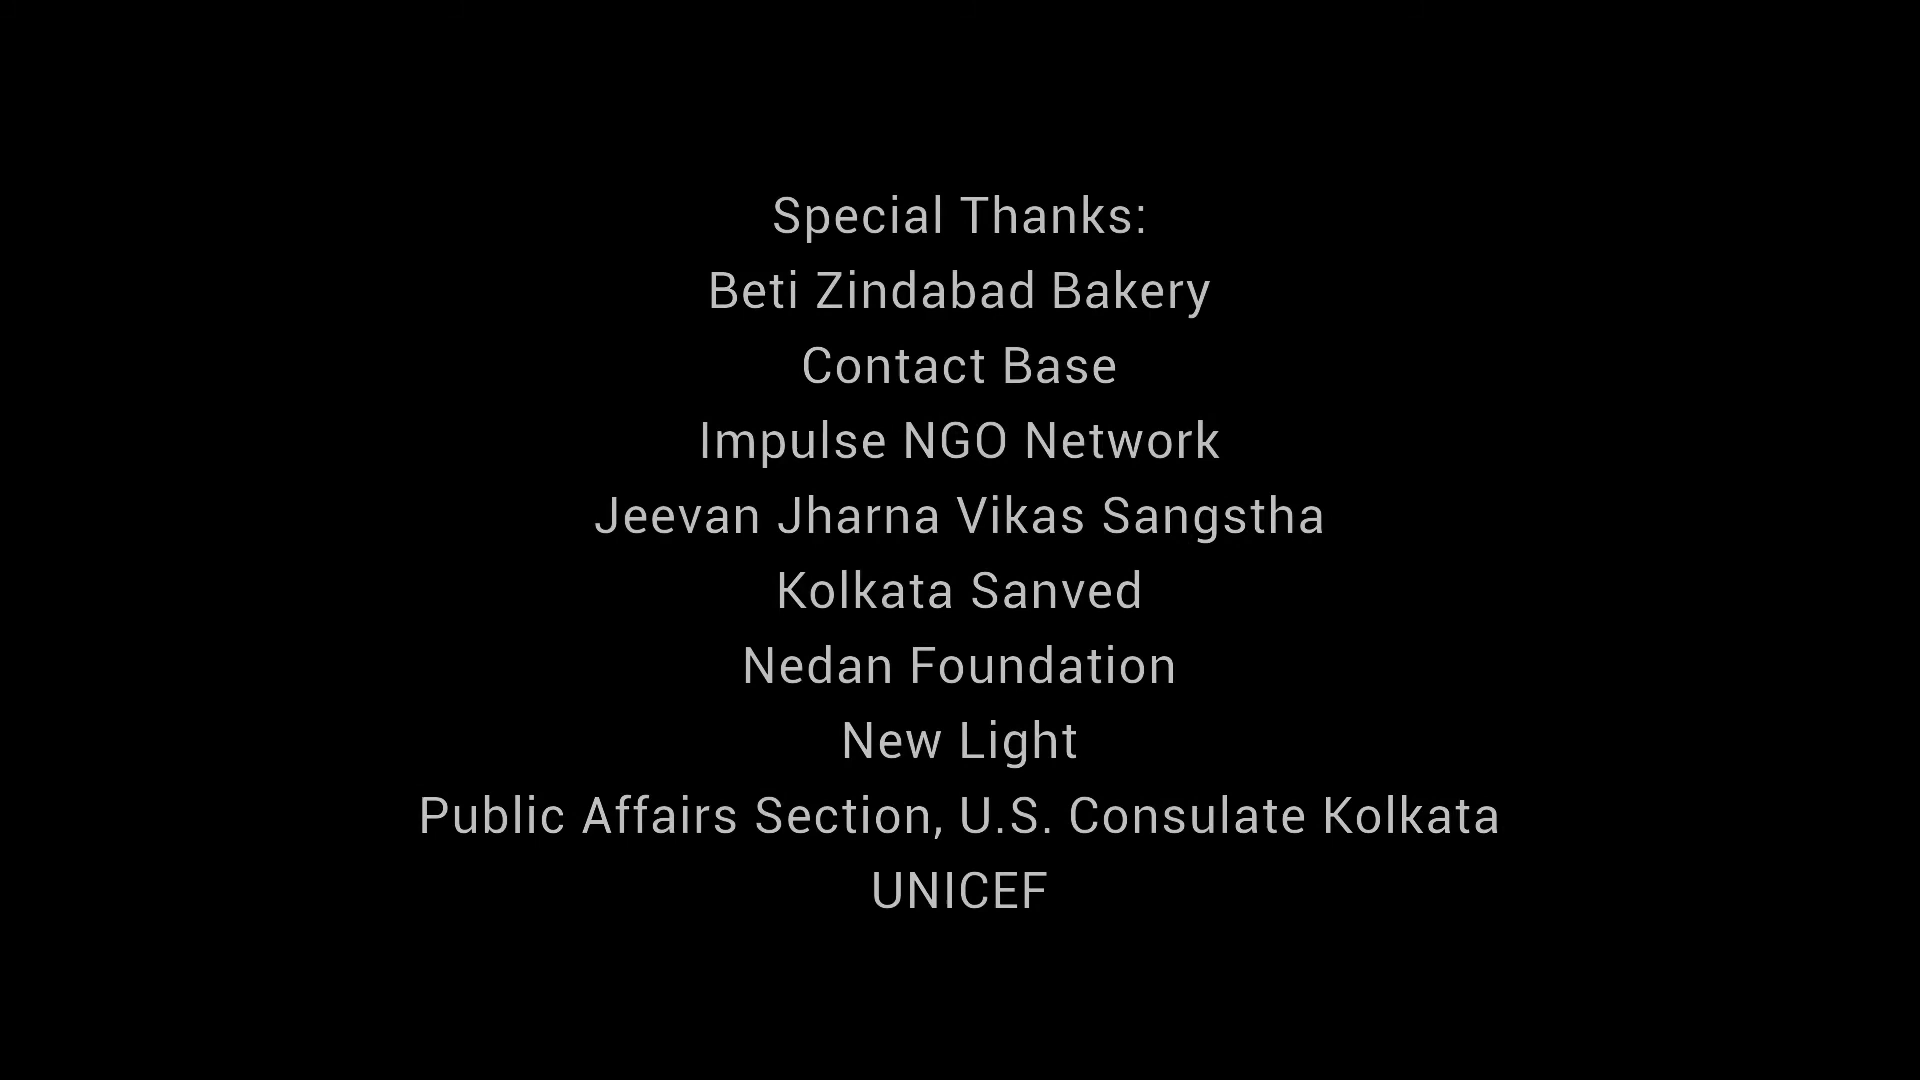 Special Thanks:
Beti Zindabad Bakery
Contact Base
Impulse NGO Network
Jeevan Jharna Vikas Sangstha
Kolkata Sanved
Nedan Foundation
New Light
Public Affairs Section, U.S. Consulate Kolkata
UNICEF